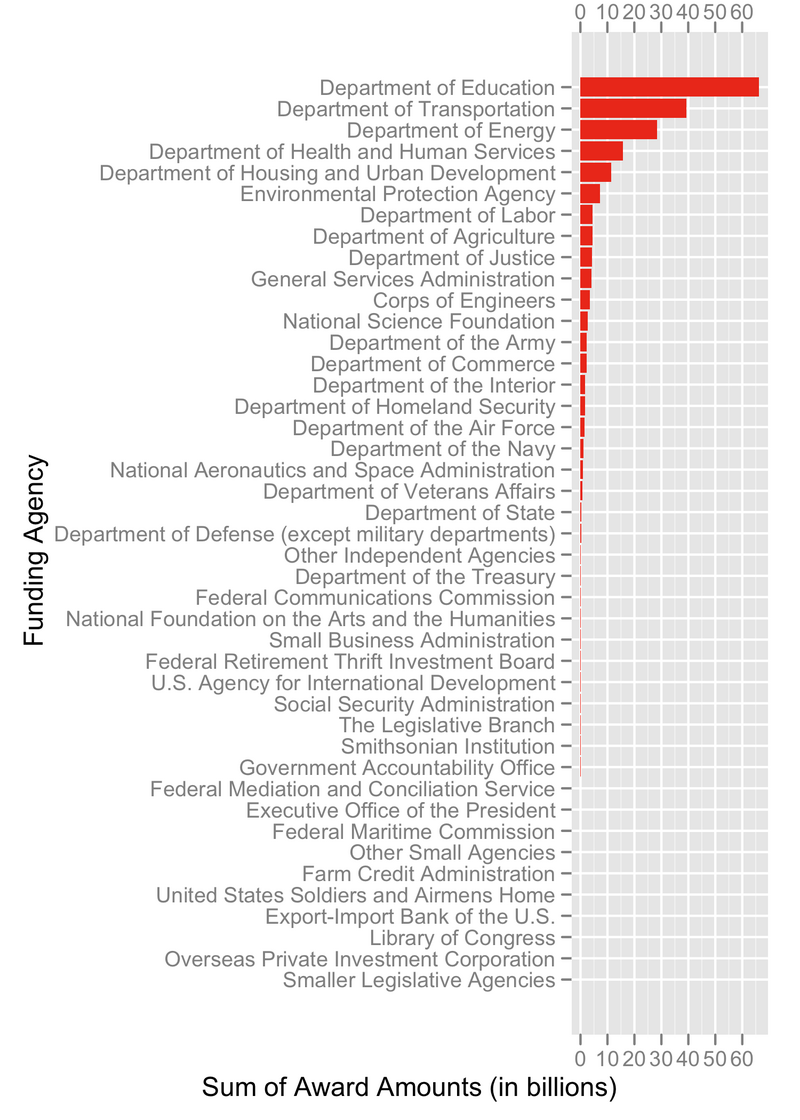 0 10 20 30 40 50 60
Department of Education
Department of Transportation
Department of Energy
Department of Health and Human Services
Department of Housing and Urban Development
Environmental Protection Agency
Department of Labor
Department of Agriculture
Department of Justice
General Services Administration
Corps of Engineers
National Science Foundation
Department of the Army
Department of Commerce
Department of the Interior
Department of Homeland Security
Department of the Air Force
Department of the Navy
National Aeronautics and Space Administration
Department of Veterans Affairs
Department of State
Department of Defense (except military departments)
Other Independent Agencies
Department of the Treasury
Federal Communications Commission
National Foundation on the Arts and the Humanities
Small Business Administration
Federal Retirement Thrift Investment Board
U.S. Agency for International Development
Social Security Administration
The Legislative Branch
Smithsonian Institution
Government Accountability Office
Federal Mediation and Conciliation Service
Executive Office of the President
Federal Maritime Commission
Other Small Agencies
Farm Credit Administration
United States Soldiers and Airmens Home
Export-Import Bank of the U.S.
Library of Congress
Overseas Private Investment Corporation
Smaller Legislative Agencies
Funding Agency
0 10 20 30 40 50 60
Sum of Award Amounts (in billions)